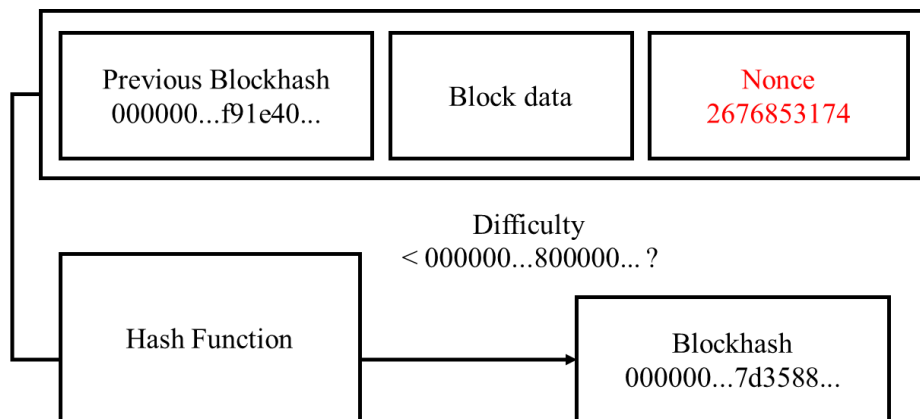 Previous Blockhash
000000...f91e40...
Block data
Nonce
2676853174
Difficulty
< 000000...800000... ?
Hash Function
Blockhash
000000...7d3588...